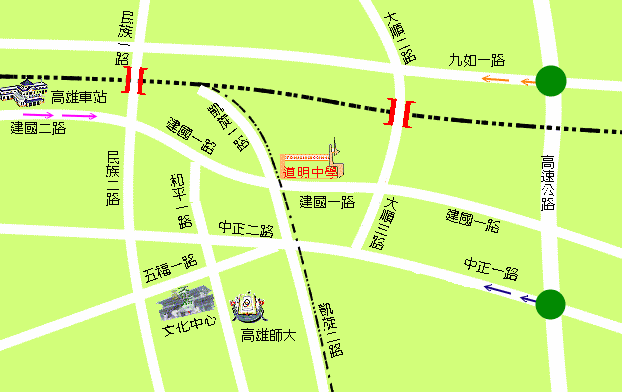 民族一路
大順二路
九如一路
高雄車站
建國二路
建國一路
凱旋一路
道明中學
高速公路
民族二路
和平一路
建國一路
大順三路
建國一路
中正二路
中正一路
五福一路
文化中心
高雄師大
凱旋二路